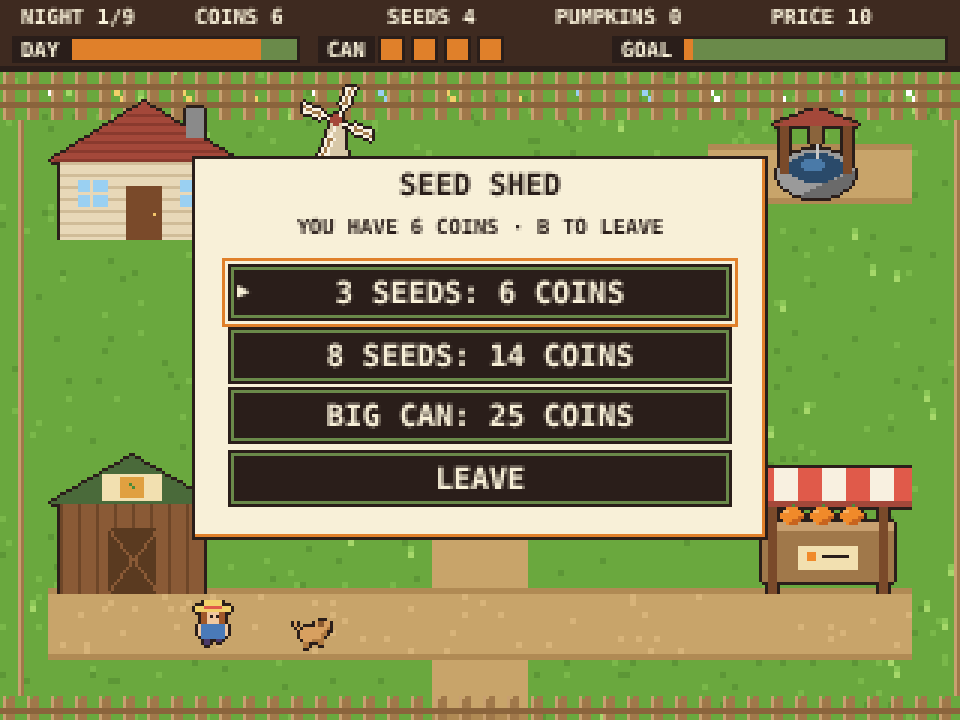 NIGHT 1/9 COINS 6 SEEDS 4 PUMPKINS 0 PRICE 10
DAY CAN GOAL
SEED SHED
YOU HAVE 6 COINS · B TO LEAVE
3 SEEDS: 6 COINS
8 SEEDS: 14 COINS
BIG CAN: 25 COINS
LEAVE